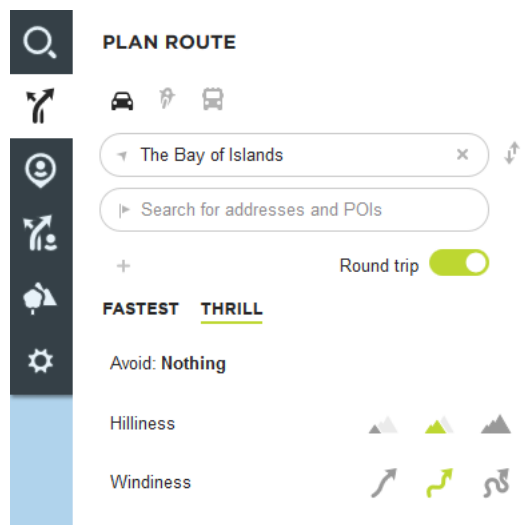 PLAN ROUTE
The Bay of Islands
Search for addresses and POIs
Round trip
FASTEST THRILL
Avoid: Nothing
Hilliness
Windiness